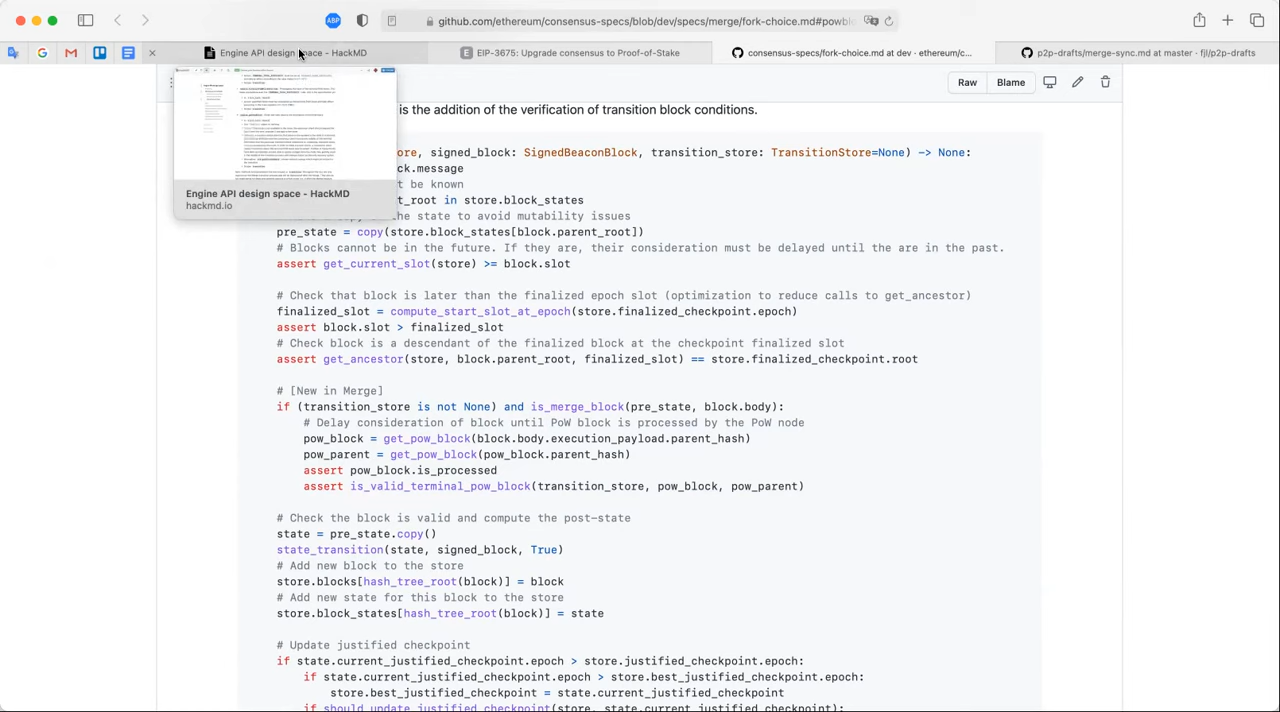 ABP
github.com/ethereum/consensus-specs/blob/dev/specs/merge/fork-choice.md#powbl
Engine API design space - HackMD
EIP-3675: Upgrade consensus to Proof-of-Stake
consensus-specs/fork-choice.md at dev · ethereum/c...
p2p-drafts/merge-sync.md at master · fjl/p2p-drafts
Jump to
is the addition of the transition conditions.
Block, transition_store: TransitionStore=None) -> None:
.message
t be known
t_root in store.block_states
the state to avoid mutability issues
Engine API design space - HackMD
hackmd.io
pre_state = copy(store.block_states[block.parent_root])
# Blocks cannot be in the future. If they are, their consideration must be delayed until the are in the past.
assert get_current_slot(store) >= block.slot
# Check that block is later than the finalized epoch slot (optimization to reduce calls to get_ancestor)
finalized_slot = compute_start_slot_at_epoch(store.finalized_checkpoint.epoch)
assert block.slot > finalized_slot
# Check block is a descendant of the finalized block at the checkpoint finalized slot
assert get_ancestor(store, block.parent_root, finalized_slot) == store.finalized_checkpoint.root
# [New in Merge]
if (transition_store is not None) and is_merge_block(pre_state, block.body):
# Delay consideration of block until PoW block is processed by the PoW node
pow_block = get_pow_block(block.body.execution_payload.parent_hash)
pow_parent = get_pow_block(pow_block.parent_hash)
assert pow_block.is_processed
assert is_valid_terminal_pow_block(transition_store, pow_block, pow_parent)
# Check the block is valid and compute the post-state
state = pre_state.copy()
state_transition(state, signed_block, True)
# Add new block to the store
store.blocks[hash_tree_root(block)] = block
# Add new state for this block to the store
store.block_states[hash_tree_root(block)] = state
# Update justified checkpoint
if state.current_justified_checkpoint.epoch > store.justified_checkpoint.epoch:
if state.current_justified_checkpoint.epoch > store.best_justified_checkpoint.epoch:
store.best_justified_checkpoint = state.current_justified_checkpoint
if should_update_justified_checkpoint(store, state.current_justified_checkpoint):